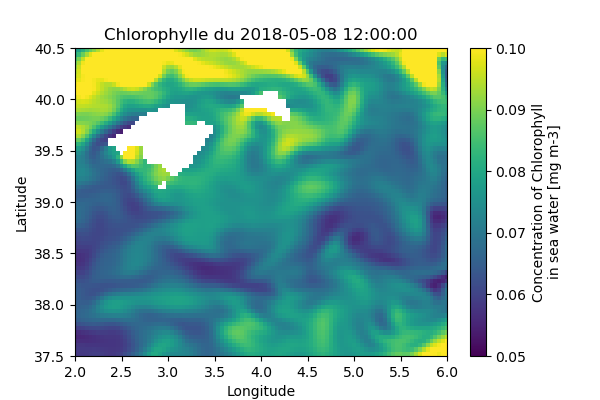 Chlorophylle du 2018-05-08 12:00:00
40.5
40.0
39.5
39.0
38.5
38.0
37.5
Latitude
2.0 2.5 3.0 3.5 4.0 4.5 5.0 5.5 6.0
Longitude
0.10
0.09
0.08
0.07
0.06
0.05
Concentration of Chlorophyll
in sea water [mg m-3]